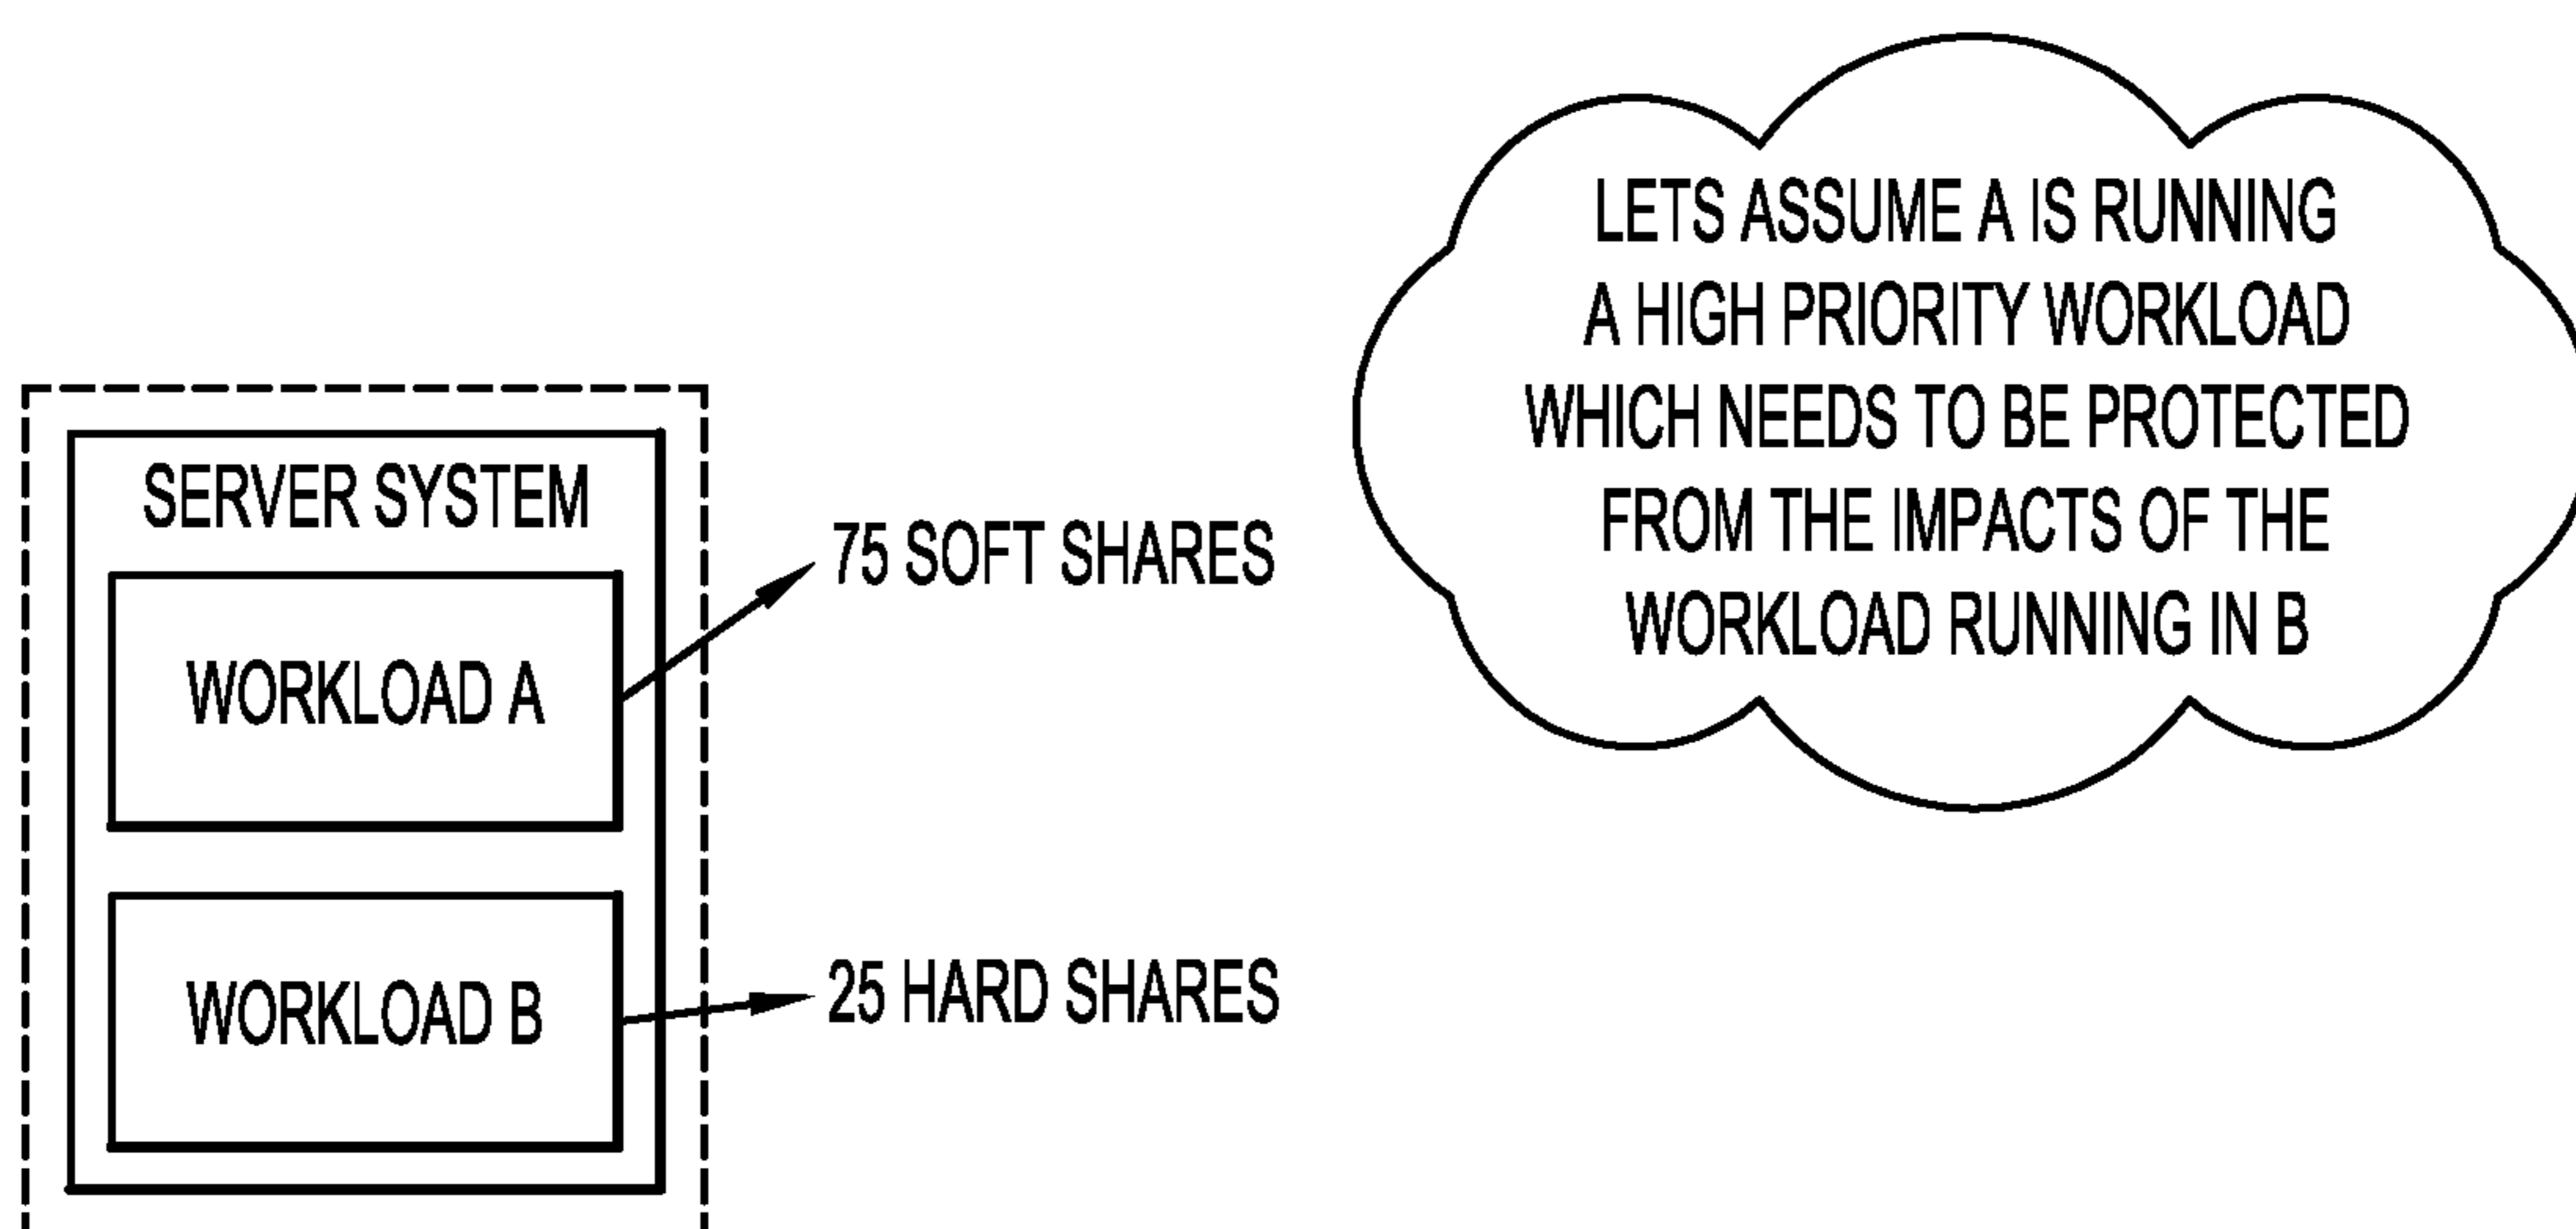 LETS ASSUME A IS RUNNING
A HIGH PRIORITY WORKLOAD
WHICH NEEDS TO BE PROTECTED
FROM THE IMPACTS OF THE
WORKLOAD RUNNING IN B
SERVER SYSTEM
75 SOFT SHARES
WORKLOAD A
25 HARD SHARES
WORKLOAD B